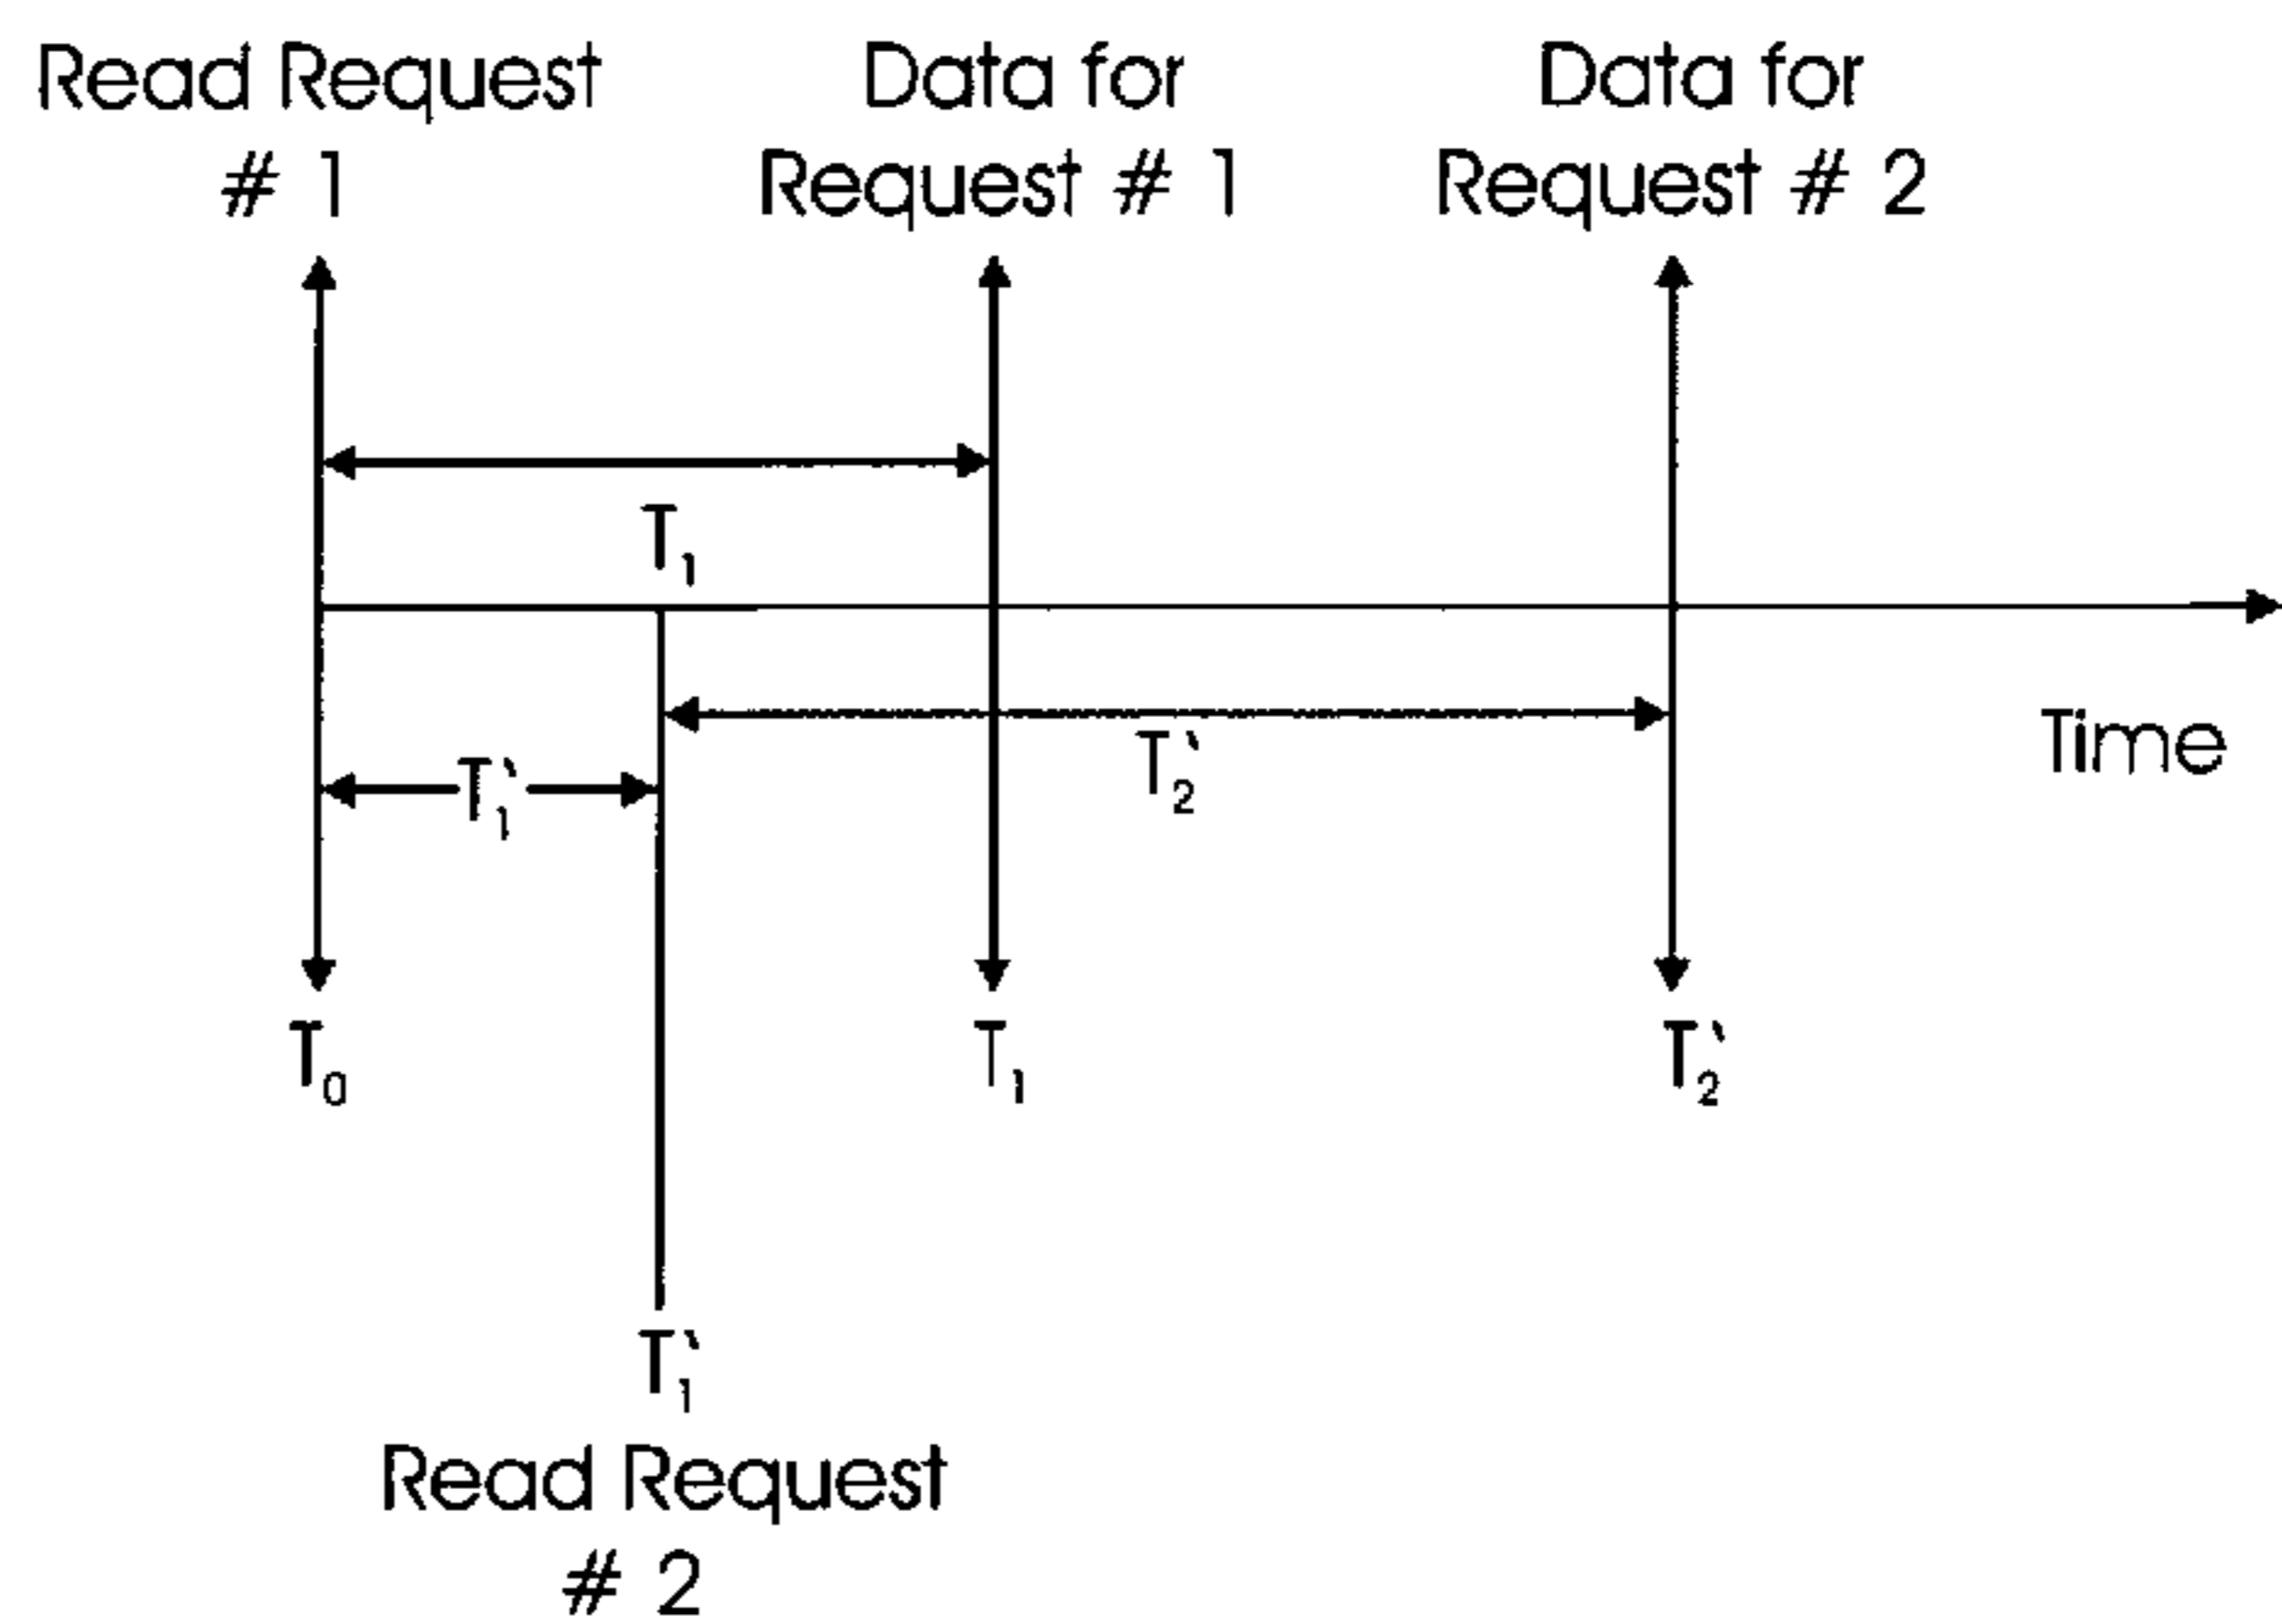 Read Request
# 1
Data for
Request # 1
Data for
Request # 2
T₁
T₂‵
Time
T₁‵
T₀
T₁
T₂‵
T₁‵
Read Request
# 2